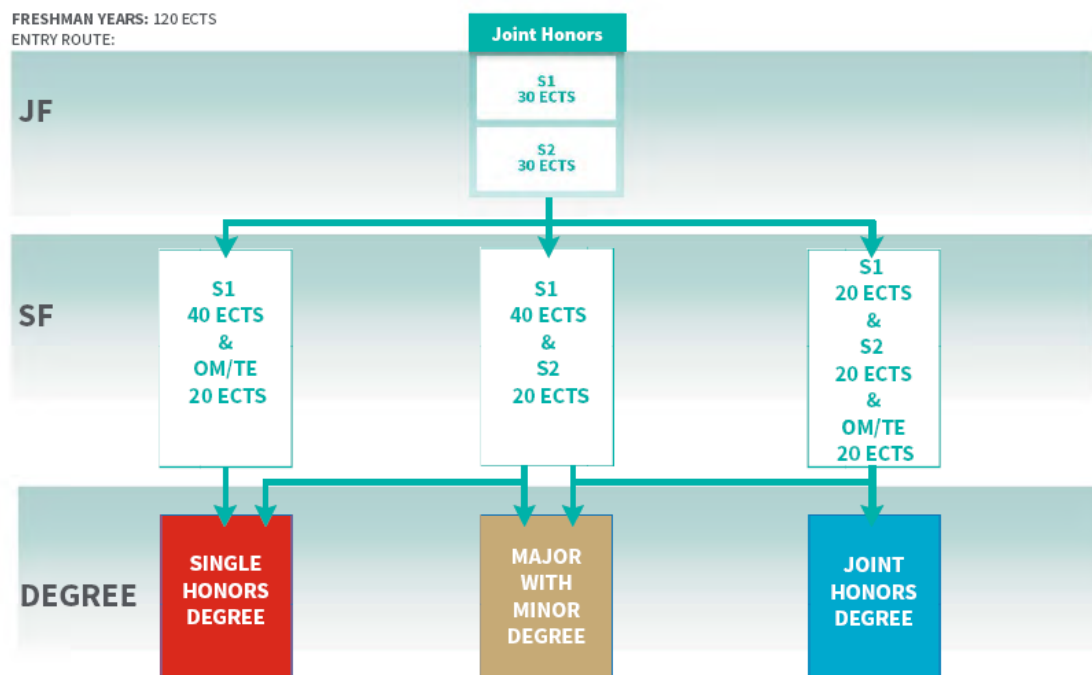 FRESHMAN YEARS: 120 ECTS
ENTRY ROUTE:
Joint Honors
JF
S1
30 ECTS
S2
30 ECTS
SF
S1
40 ECTS
&
OM/TE
20 ECTS
S1
40 ECTS
&
S2
20 ECTS
S1
20 ECTS
&
S2
20 ECTS
&
OM/TE
20 ECTS
DEGREE
SINGLE
HONORS
DEGREE
MAJOR
WITH
MINOR
DEGREE
JOINT
HONORS
DEGREE